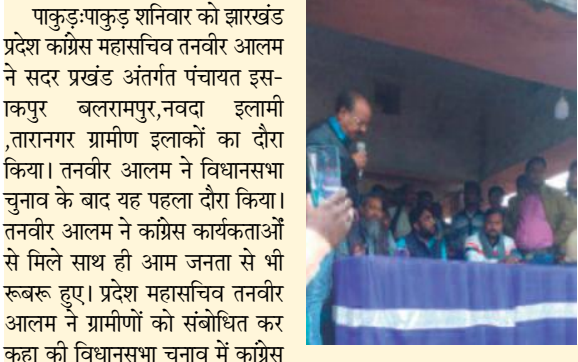 पाकुड़ःपाकुड़ शनिवार को झारखंड
प्रदेश कांग्रेस महासचिव तनवीर आलम
ने सदर प्रखंड अंतर्गत पंचायत इस-
ाकपुर बलरामपुर,नवदा इलामी
,तारानगर ग्रामीण इलाकों का दौरा
किया। तनवीर आलम ने विधानसभा
चुनाव के बाद यह पहला दौरा किया।
तनवीर आलम ने कांग्रेस कार्यकताओं
से मिले साथ ही आम जनता से भी
रूबरू हुए। प्रदेश महासचिव तनवीर
आलम ने ग्रामीणों को संबोधित कर
कहा की विधानसभा चुनाव में कांग्रेस